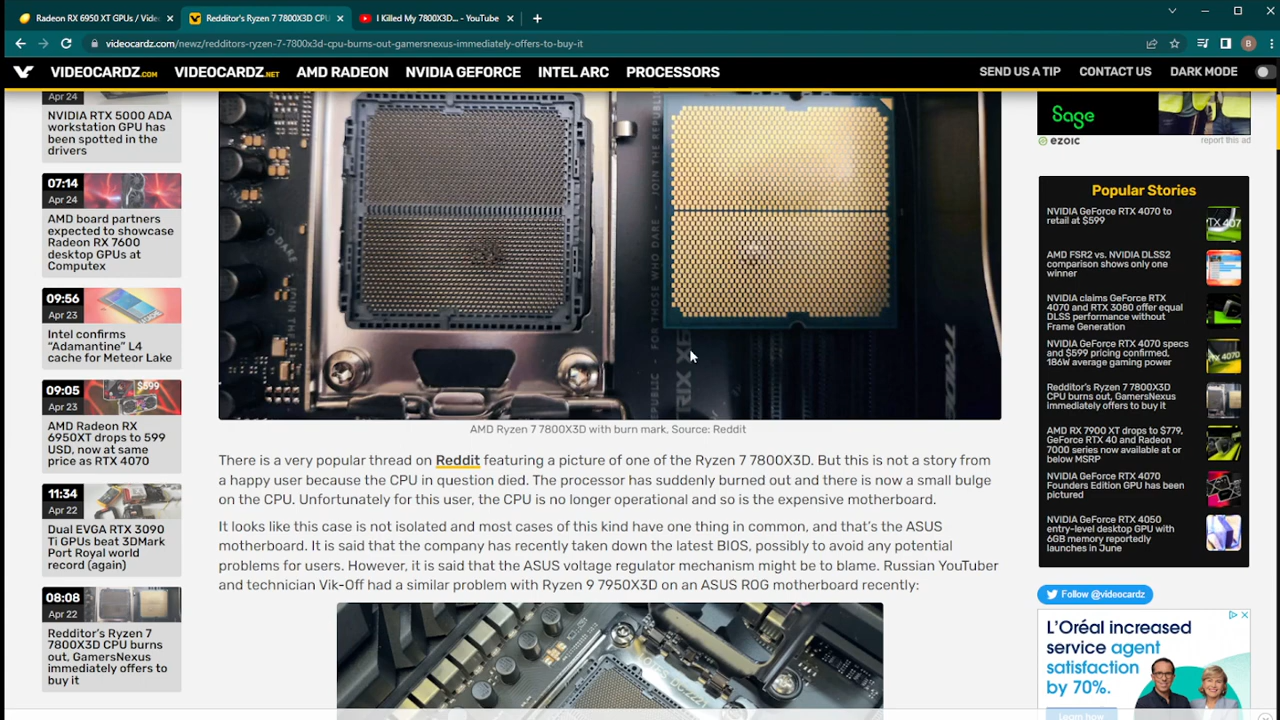 Radeon RX 6950 XT GPUs / Vide
Redditor's Ryzen 7 7800X3D CPU
I Killed My 7800X3D... - YouTube
videocardz.com/newz/redditors-ryzen-7-7800x3d-cpu-burns-out-gamersnexus-immediately-offers-to-buy-it
B
VIDEOCARDZ.COM
VIDEOCARDZ.NET
AMD RADEON
NVIDIA GEFORCE
INTEL ARC
PROCESSORS
SEND US A TIP
CONTACT US
DARK MODE
Apr 24
NVIDIA RTX 5000 ADA
workstation GPU has
been spotted in the
drivers
07:14
Apr 24
AMD board partners
expected to showcase
Radeon RX 7600
desktop GPUs at
Computex
09:56
Apr 23
Intel confirms
"Adamantine" L4
cache for Meteor Lake
09:05
Apr 23
$599
AMD Radeon RX
6950XT drops to 599
USD, now at same
price as RTX 4070
11:34
Apr 22
Dual EVGA RTX 3090
Ti GPUs beat 3DMark
Port Royal world
record (again)
08:08
Apr 22
Redditor's Ryzen 7
7800X3D CPU burns
out, GamersNexus
immediately offers to
buy it
FOR THOSE WHO DARE - JOIN THE REPUBLI
AMD Ryzen 7 7800X3D with burn mark, Source: Reddit
There is a very popular thread on Reddit featuring a picture of one of the Ryzen 7 7800X3D. But this is not a story from
a happy user because the CPU in question died. The processor has suddenly burned out and there is now a small bulge
on the CPU. Unfortunately for this user, the CPU is no longer operational and so is the expensive motherboard.
It looks like this case is not isolated and most cases of this kind have one thing in common, and that's the ASUS
motherboard. It is said that the company has recently taken down the latest BIOS, possibly to avoid any potential
problems for users. However, it is said that the ASUS voltage regulator mechanism might be to blame. Russian YouTuber
and technician Vik-Off had a similar problem with Ryzen 9 7950X3D on an ASUS ROG motherboard recently:
Sage
ezoic
report this ad
Popular Stories
NVIDIA GeForce RTX 4070 to
retail at $599
AMD FSR2 vs. NVIDIA DLSS2
comparison shows only one
winner
NVIDIA claims GeForce RTX
4070 and RTX 3080 offer equal
DLSS performance without
Frame Generation
NVIDIA GeForce RTX 4070 specs
and $599 pricing confirmed,
186W average gaming power
Redditor's Ryzen 7 7800X3D
CPU burns out, GamersNexus
immediately offers to buy it
AMD RX 7900 XT drops to $779,
GeForce RTX 40 and Radeon
7000 series now available at or
below MSRP
NVIDIA GeForce RTX 4070
Founders Edition GPU has been
pictured
NVIDIA GeForce RTX 4050
entry-level desktop GPU with
6GB memory reportedly
launches in June
Follow @videocardz
L'Oréal increased
service agent
satisfaction
by 70%.
Learn how